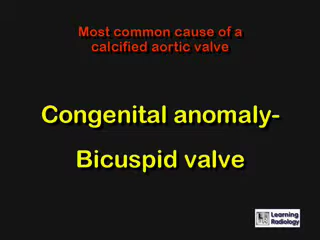 Most common cause of a
calcified aortic valve
Congenital anomaly-
Bicuspid valve
Learning
Radiology